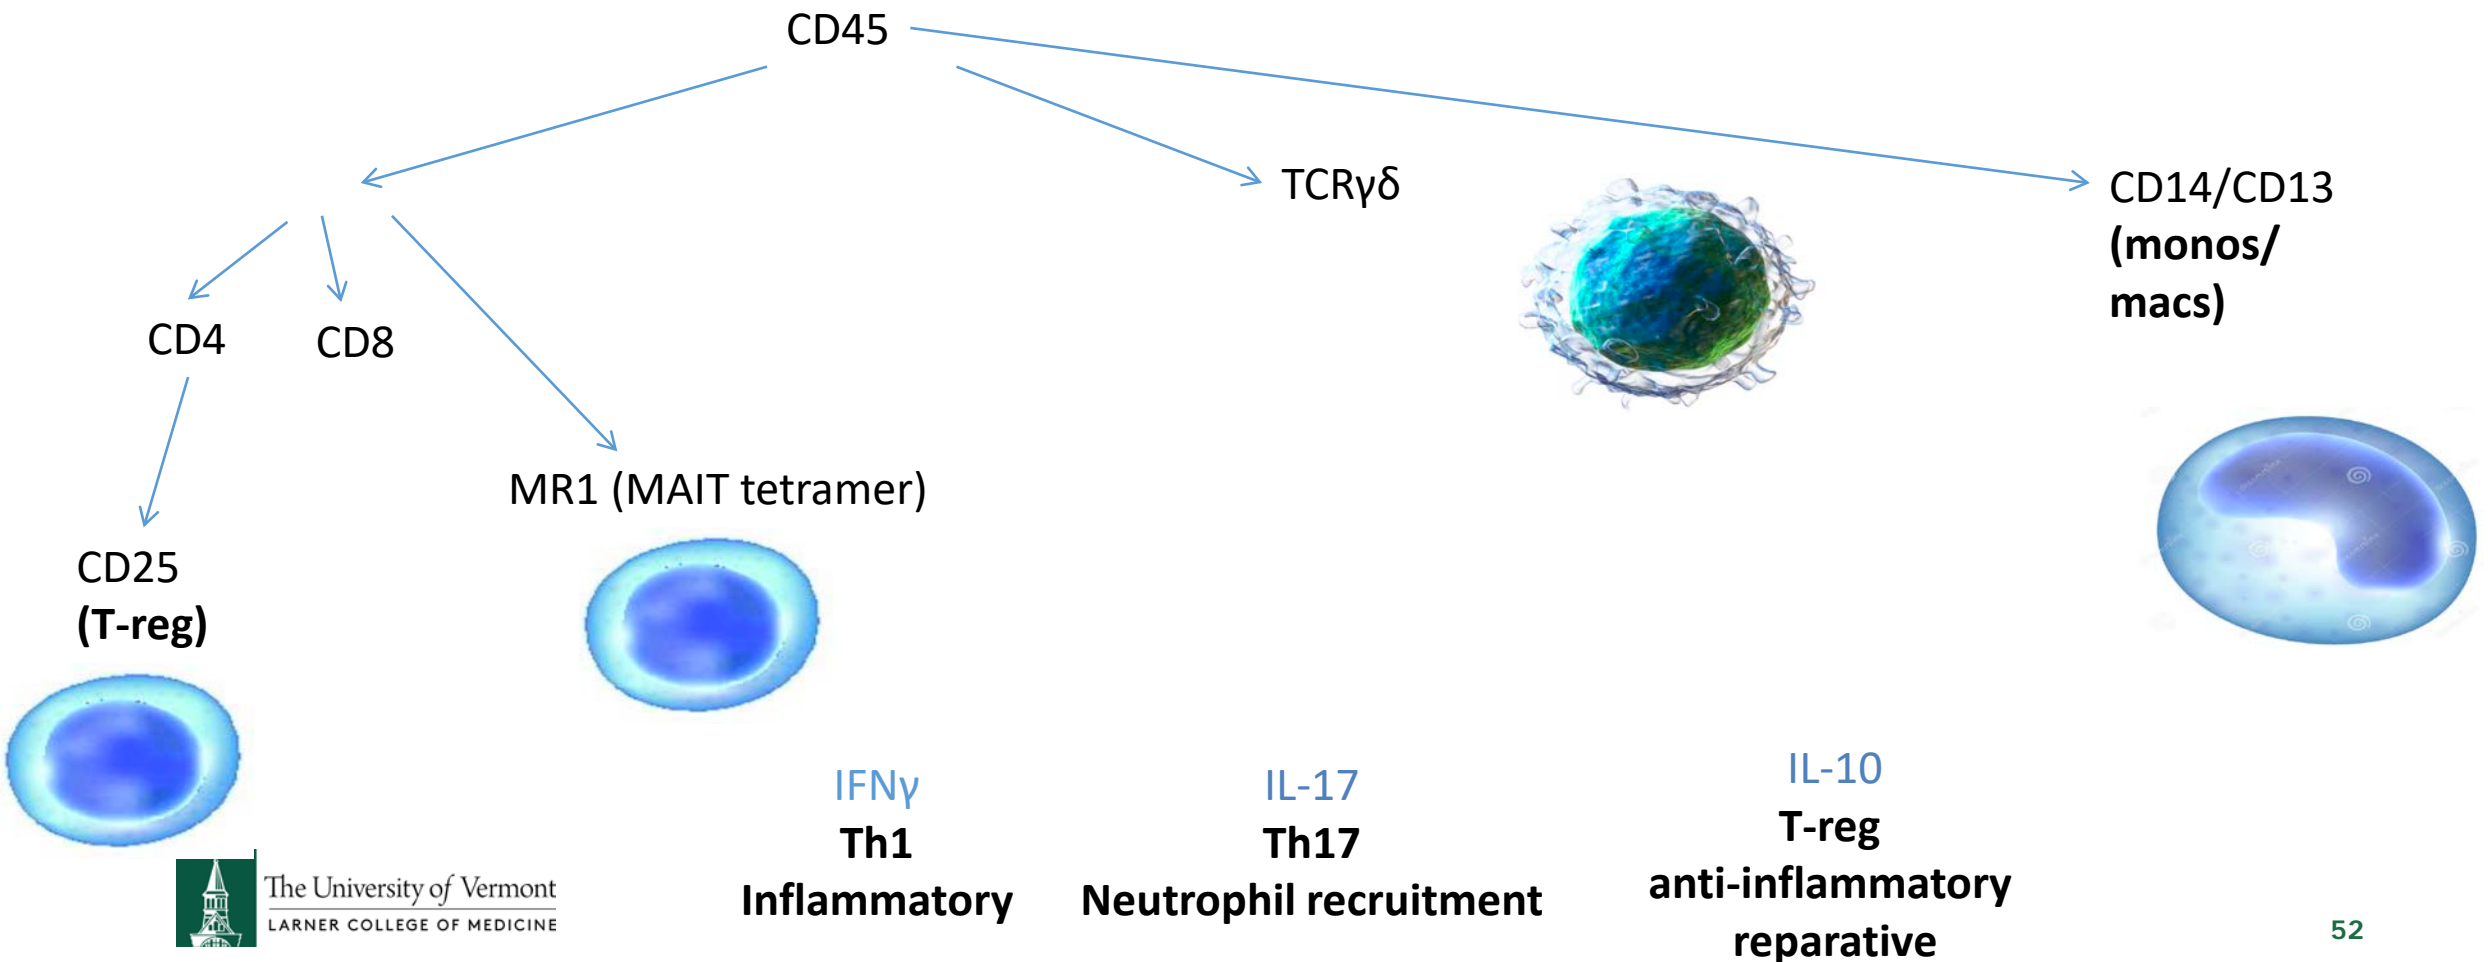 CD45
TCRγδ
CD14/CD13
(monos/
macs)
CD4
CD8
MR1 (MAIT tetramer)
CD25
(T-reg)
IFNγ
Th1
Inflammatory
IL-17
Th17
Neutrophil recruitment
IL-10
T-reg
anti-inflammatory
reparative
The University of Vermont
LARNER COLLEGE OF MEDICINE
52